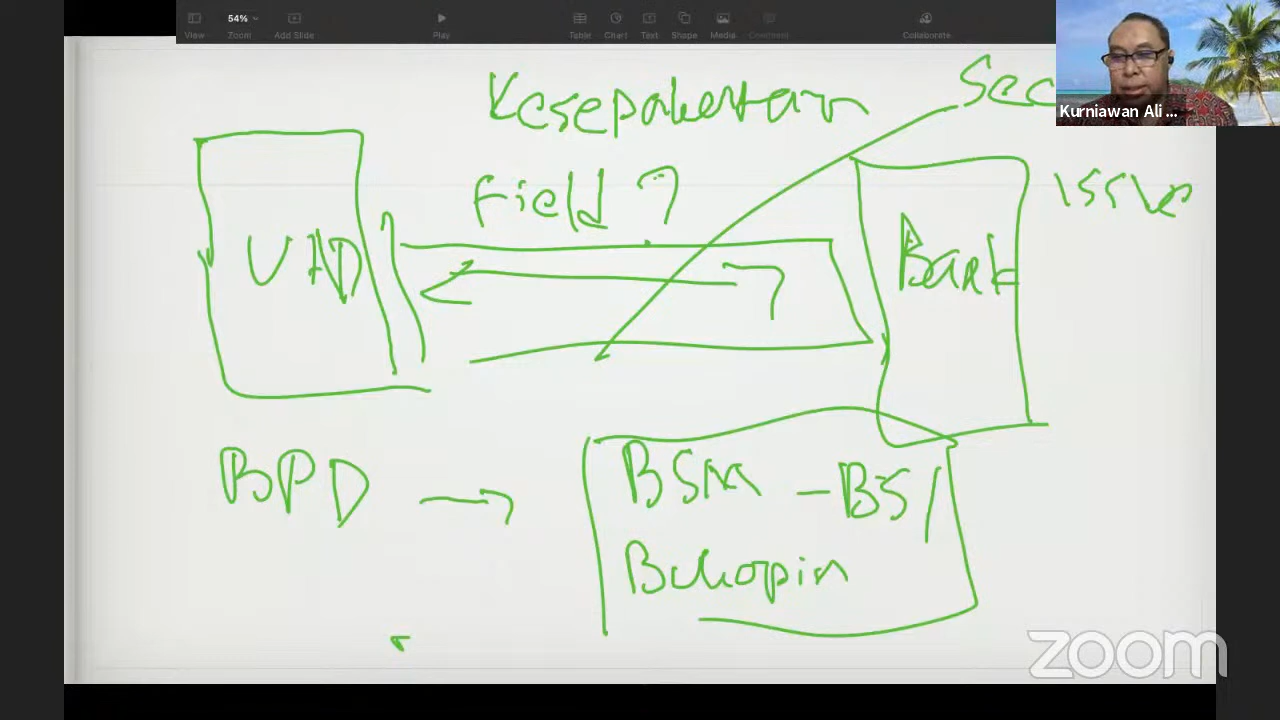 54%
View Zoom Add Slide Play Table Chart Text Shape Media Comment Collaborate
Kurniawan Ali ...
Kesepakatan Sec
Field ? issue
UAD Bank
BPD → BSM - BSI
Bukopin
zoom